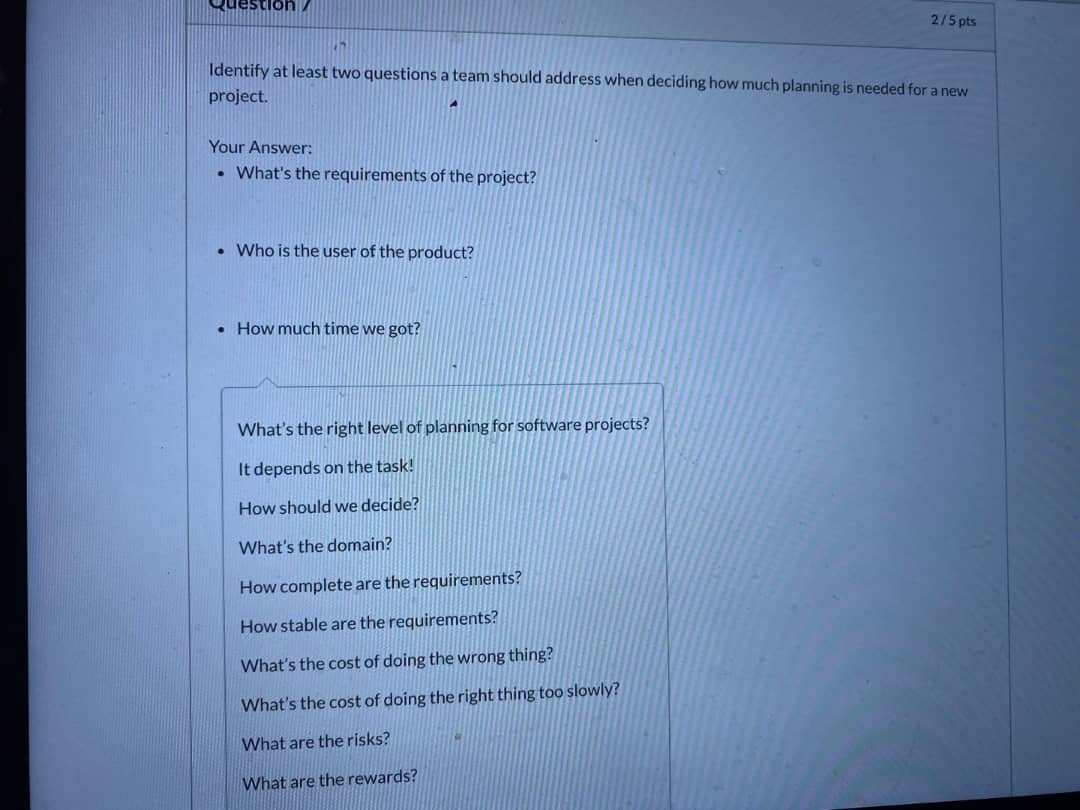 Question 7
2 / 5 pts
Identify at least two questions a team should address when deciding how much planning is needed for a new
project.
Your Answer:
• What's the requirements of the project?
• Who is the user of the product?
• How much time we got?
What's the right level of planning for software projects?
It depends on the task!
How should we decide?
What's the domain?
How complete are the requirements?
How stable are the requirements?
What's the cost of doing the wrong thing?
What's the cost of doing the right thing too slowly?
What are the risks?
What are the rewards?